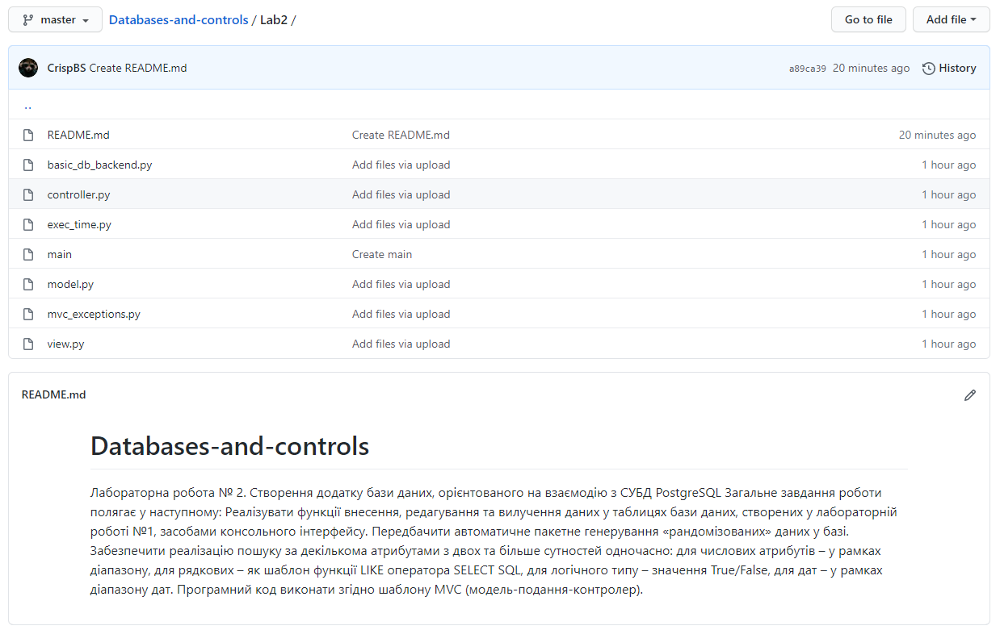 master Databases-and-controls / Lab2 / Go to file Add file
CrispBS Create README.md a89ca39 20 minutes ago History
..
README.md Create README.md 20 minutes ago
basic_db_backend.py Add files via upload 1 hour ago
controller.py Add files via upload 1 hour ago
exec_time.py Add files via upload 1 hour ago
main Create main 1 hour ago
model.py Add files via upload 1 hour ago
mvc_exceptions.py Add files via upload 1 hour ago
view.py Add files via upload 1 hour ago
README.md
Databases-and-controls
Лабораторна робота № 2. Створення додатку бази даних, орієнтованого на взаємодію з СУБД PostgreSQL Загальне завдання роботи
полягає у наступному: Реалізувати функції внесення, редагування та вилучення даних у таблицях бази даних, створених у лабораторній
роботі №1, засобами консольного інтерфейсу. Передбачити автоматичне пакетне генерування «рандомізованих» даних у базі.
Забезпечити реалізацію пошуку за декількома атрибутами з двох та більше сутностей одночасно: для числових атрибутів – у рамках
діапазону, для рядкових – як шаблон функції LIKE оператора SELECT SQL, для логічного типу – значення True/False, для дат – у рамках
діапазону дат. Програмний код виконати згідно шаблону MVC (модель-подання-контролер).